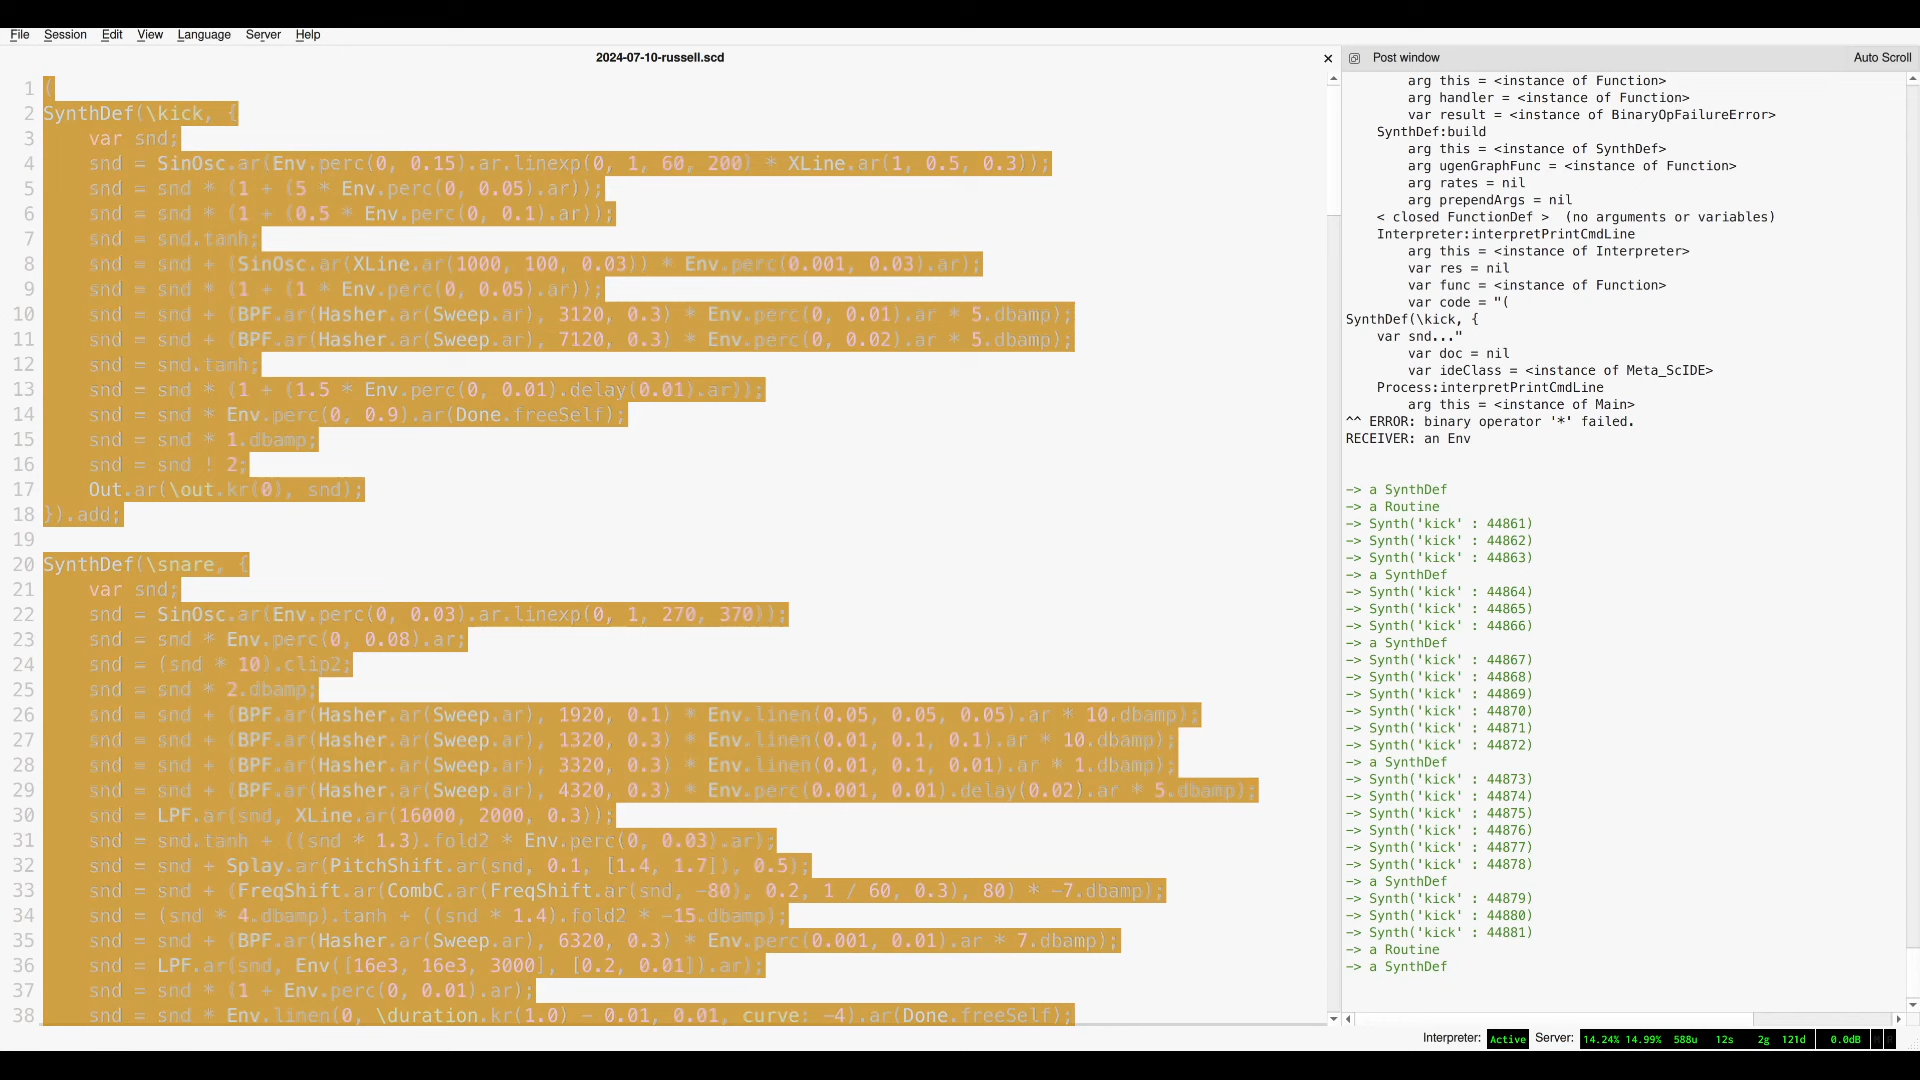 File Session Edit View Language Server Help
2024-07-10-russell.scd
1 (
2 SynthDef(\kick, {
3 var snd;
4 snd = SinOsc.ar(Env.perc(0, 0.15).ar.linexp(0, 1, 60, 200) * XLine.ar(1, 0.5, 0.3));
5 snd = snd * (1 + (5 * Env.perc(0, 0.05).ar));
6 snd = snd * (1 + (0.5 * Env.perc(0, 0.1).ar));
7 snd = snd.tanh;
8 snd = snd + (SinOsc.ar(XLine.ar(1000, 100, 0.03)) * Env.perc(0.001, 0.03).ar);
9 snd = snd * (1 + (1 * Env.perc(0, 0.05).ar));
10 snd = snd + (BPF.ar(Hasher.ar(Sweep.ar), 3120, 0.3) * Env.perc(0, 0.01).ar * 5.dbamp);
11 snd = snd + (BPF.ar(Hasher.ar(Sweep.ar), 7120, 0.3) * Env.perc(0, 0.02).ar * 5.dbamp);
12 snd = snd.tanh;
13 snd = snd * (1 + (1.5 * Env.perc(0, 0.01).delay(0.01).ar));
14 snd = snd * Env.perc(0, 0.9).ar(Done.freeSelf);
15 snd = snd * 1.dbamp;
16 snd = snd ! 2;
17 Out.ar(\out.kr(0), snd);
18 }).add;
19
20 SynthDef(\snare, {
21 var snd;
22 snd = SinOsc.ar(Env.perc(0, 0.03).ar.linexp(0, 1, 270, 370));
23 snd = snd * Env.perc(0, 0.08).ar;
24 snd = (snd * 10).clip2;
25 snd = snd * 2.dbamp;
26 snd = snd + (BPF.ar(Hasher.ar(Sweep.ar), 1920, 0.1) * Env.linen(0.05, 0.05, 0.05).ar * 10.dbamp);
27 snd = snd + (BPF.ar(Hasher.ar(Sweep.ar), 1320, 0.3) * Env.linen(0.01, 0.1, 0.1).ar * 10.dbamp);
28 snd = snd + (BPF.ar(Hasher.ar(Sweep.ar), 3320, 0.3) * Env.linen(0.01, 0.1, 0.01).ar * 1.dbamp);
29 snd = snd + (BPF.ar(Hasher.ar(Sweep.ar), 4320, 0.3) * Env.perc(0.001, 0.01).delay(0.02).ar * 5.dbamp);
30 snd = LPF.ar(snd, XLine.ar(16000, 2000, 0.3));
31 snd = snd.tanh + ((snd * 1.3).fold2 * Env.perc(0, 0.03).ar);
32 snd = snd + Splay.ar(PitchShift.ar(snd, 0.1, [1.4, 1.7]), 0.5);
33 snd = snd + (FreqShift.ar(CombC.ar(FreqShift.ar(snd, -80), 0.2, 1 / 60, 0.3), 80) * -7.dbamp);
34 snd = (snd * 4.dbamp).tanh + ((snd * 1.4).fold2 * -15.dbamp);
35 snd = snd + (BPF.ar(Hasher.ar(Sweep.ar), 6320, 0.3) * Env.perc(0.001, 0.01).ar * 7.dbamp);
36 snd = LPF.ar(snd, Env([16e3, 16e3, 3000], [0.2, 0.01]).ar);
37 snd = snd * (1 + Env.perc(0, 0.01).ar);
38 snd = snd * Env.linen(0, \duration.kr(1.0) - 0.01, 0.01, curve: -4).ar(Done.freeSelf);
Post window Auto Scroll
arg this = <instance of Function>
arg handler = <instance of Function>
var result = <instance of BinaryOpFailureError>
SynthDef:build
arg this = <instance of SynthDef>
arg ugenGraphFunc = <instance of Function>
arg rates = nil
arg prependArgs = nil
< closed FunctionDef > (no arguments or variables)
Interpreter:interpretPrintCmdLine
arg this = <instance of Interpreter>
var res = nil
var func = <instance of Function>
var code = "(
SynthDef(\kick, {
var snd..."
var doc = nil
var ideClass = <instance of Meta_ScIDE>
Process:interpretPrintCmdLine
arg this = <instance of Main>
^^ ERROR: binary operator '*' failed.
RECEIVER: an Env
-> a SynthDef
-> a Routine
-> Synth('kick' : 44861)
-> Synth('kick' : 44862)
-> Synth('kick' : 44863)
-> a SynthDef
-> Synth('kick' : 44864)
-> Synth('kick' : 44865)
-> Synth('kick' : 44866)
-> a SynthDef
-> Synth('kick' : 44867)
-> Synth('kick' : 44868)
-> Synth('kick' : 44869)
-> Synth('kick' : 44870)
-> Synth('kick' : 44871)
-> Synth('kick' : 44872)
-> a SynthDef
-> Synth('kick' : 44873)
-> Synth('kick' : 44874)
-> Synth('kick' : 44875)
-> Synth('kick' : 44876)
-> Synth('kick' : 44877)
-> Synth('kick' : 44878)
-> a SynthDef
-> Synth('kick' : 44879)
-> Synth('kick' : 44880)
-> Synth('kick' : 44881)
-> a Routine
-> a SynthDef
Interpreter: Active Server: 14.24% 14.99% 588u 12s 2g 121d 0.0dB